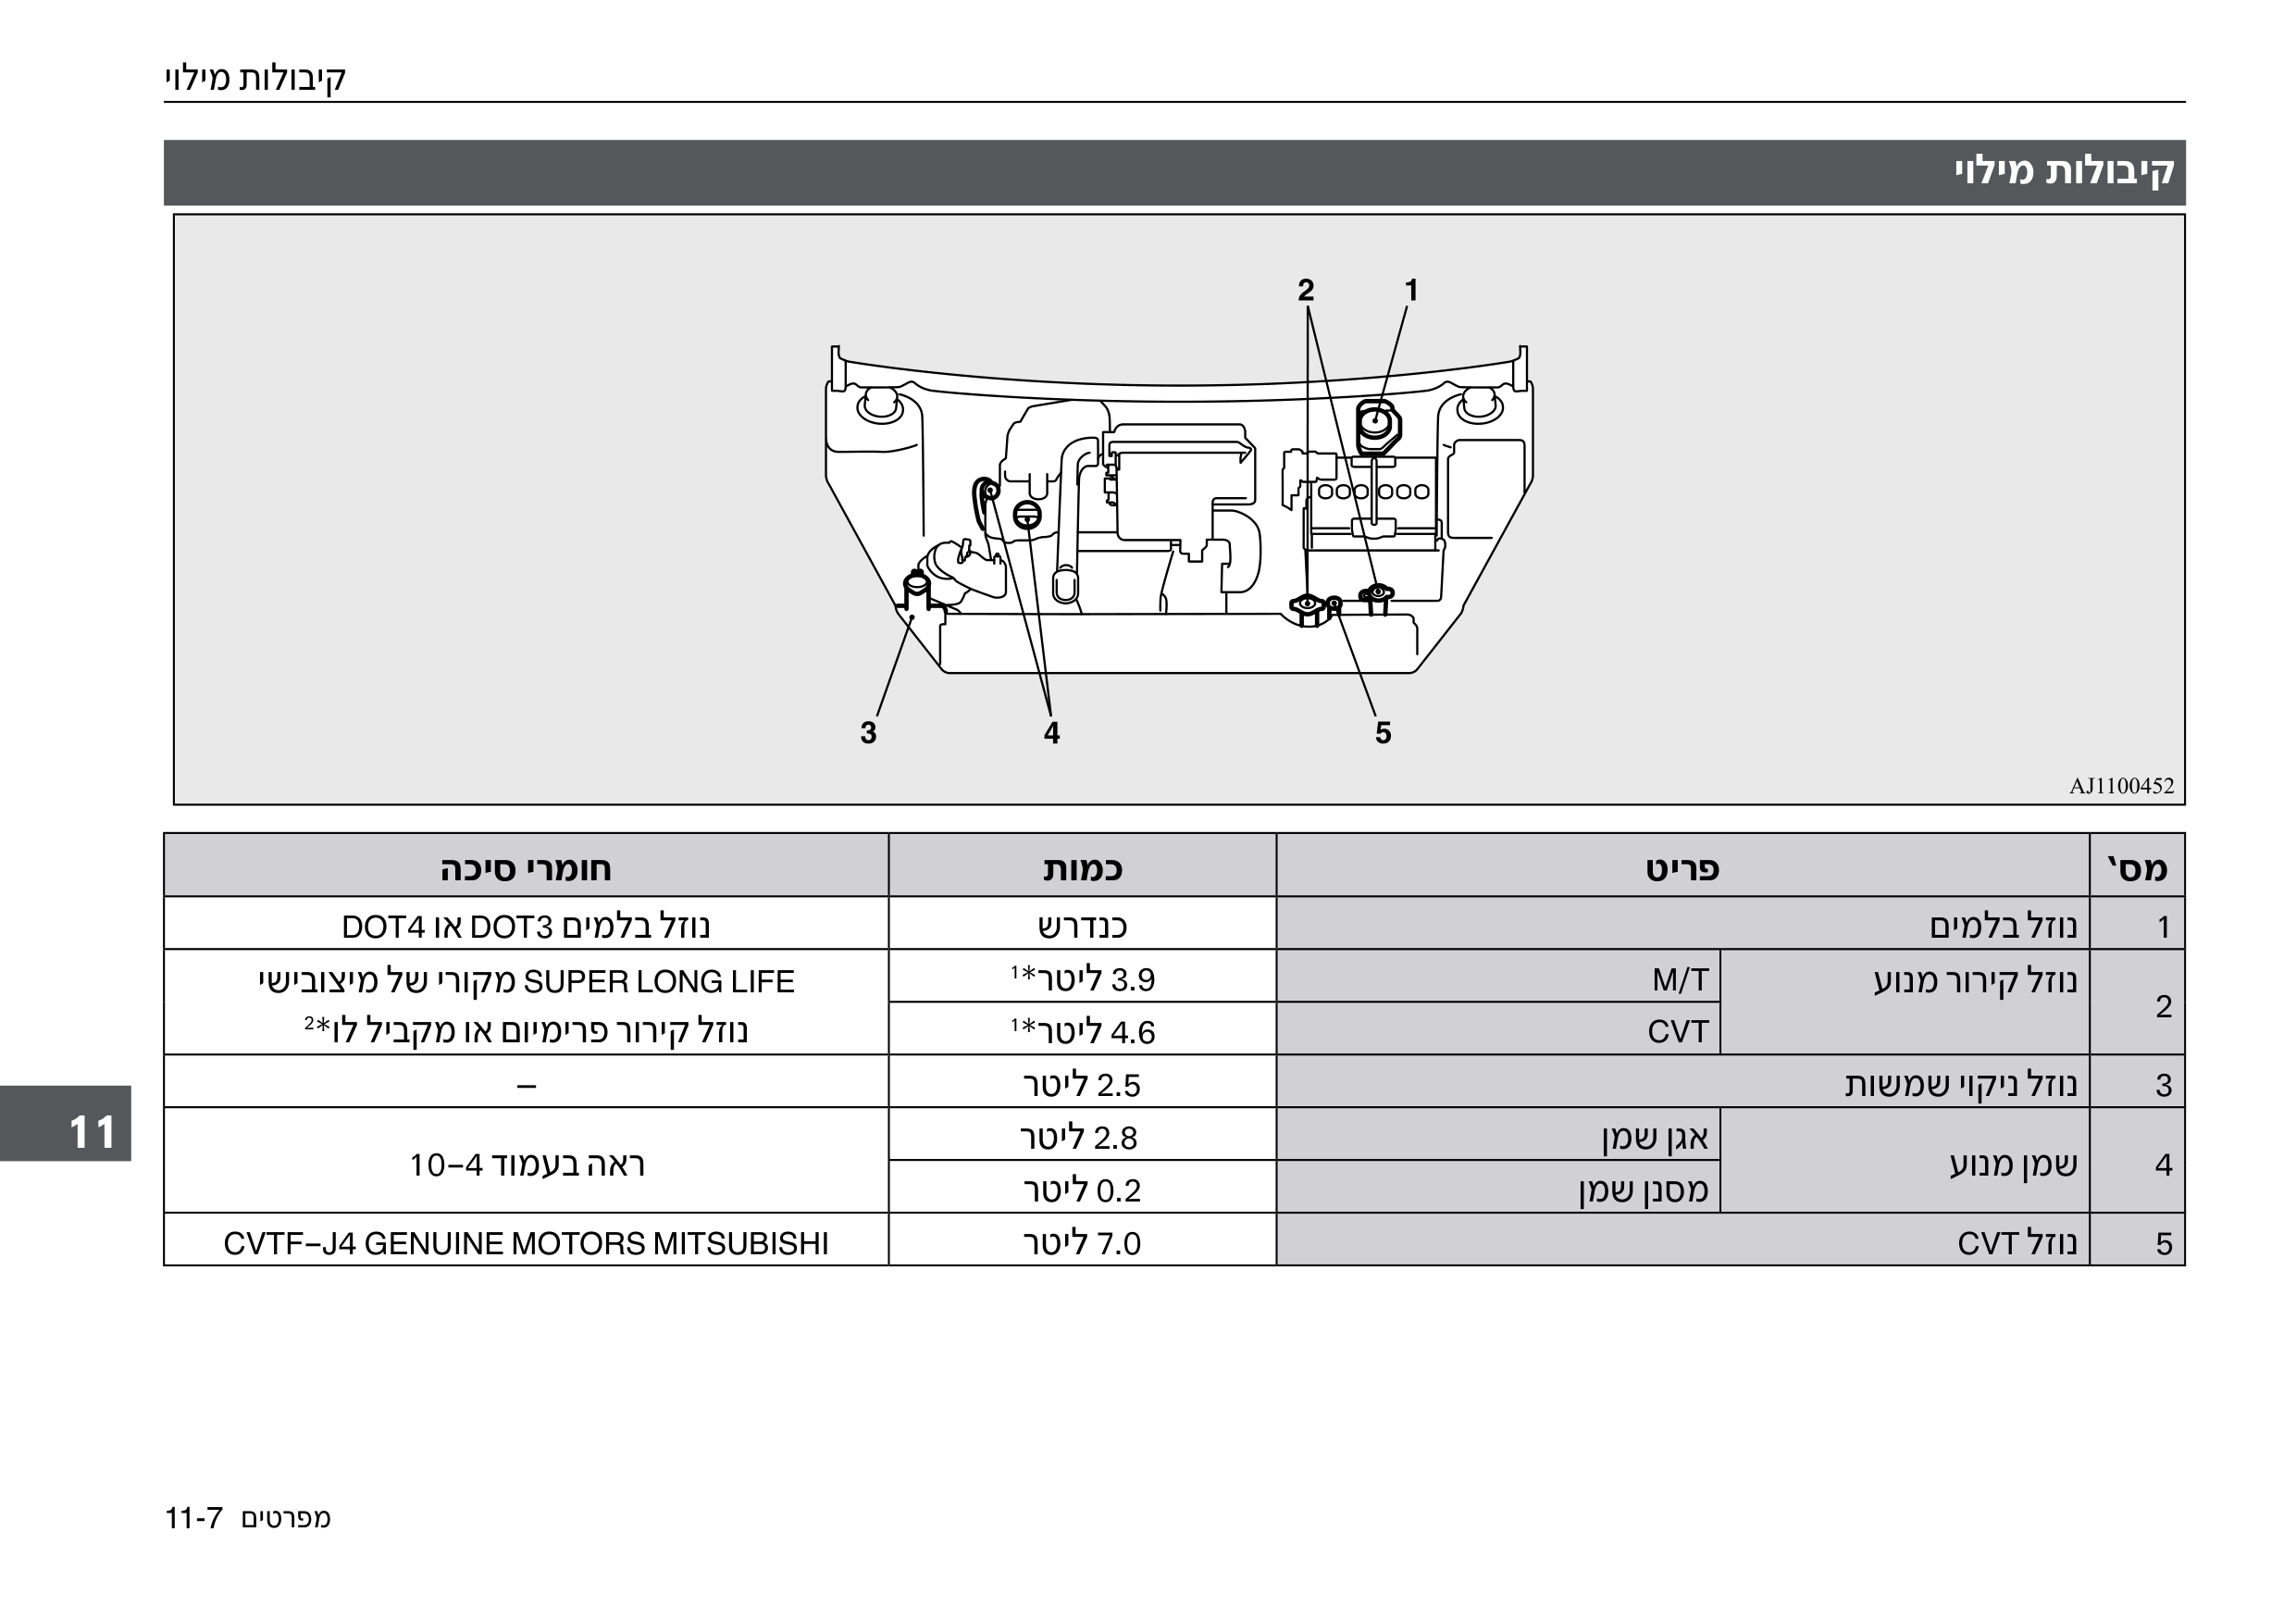 קיבולות מילוי
קיבולות מילוי
2 1
3 4 5
AJ1100452
מס' פריט כמות חומרי סיכה
1 נוזל בלמים כנדרש נוזל בלמים DOT3 או DOT4
2 נוזל קירור מנוע M/T 3.9 ליטר*1 SUPER LONG LIFE מקורי של מיצובישי
CVT 4.6 ליטר*1 נוזל קירור פרימיום או מקביל לו*2
3 נוזל ניקוי שמשות 2.5 ליטר –
4 שמן מנוע אגן שמן 2.8 ליטר ראה בעמוד 10–4
מסנן שמן 0.2 ליטר
5 נוזל CVT 7.0 ליטר CVTF–J4 GENUINE MOTORS MITSUBISHI
11
מפרטים 11-7